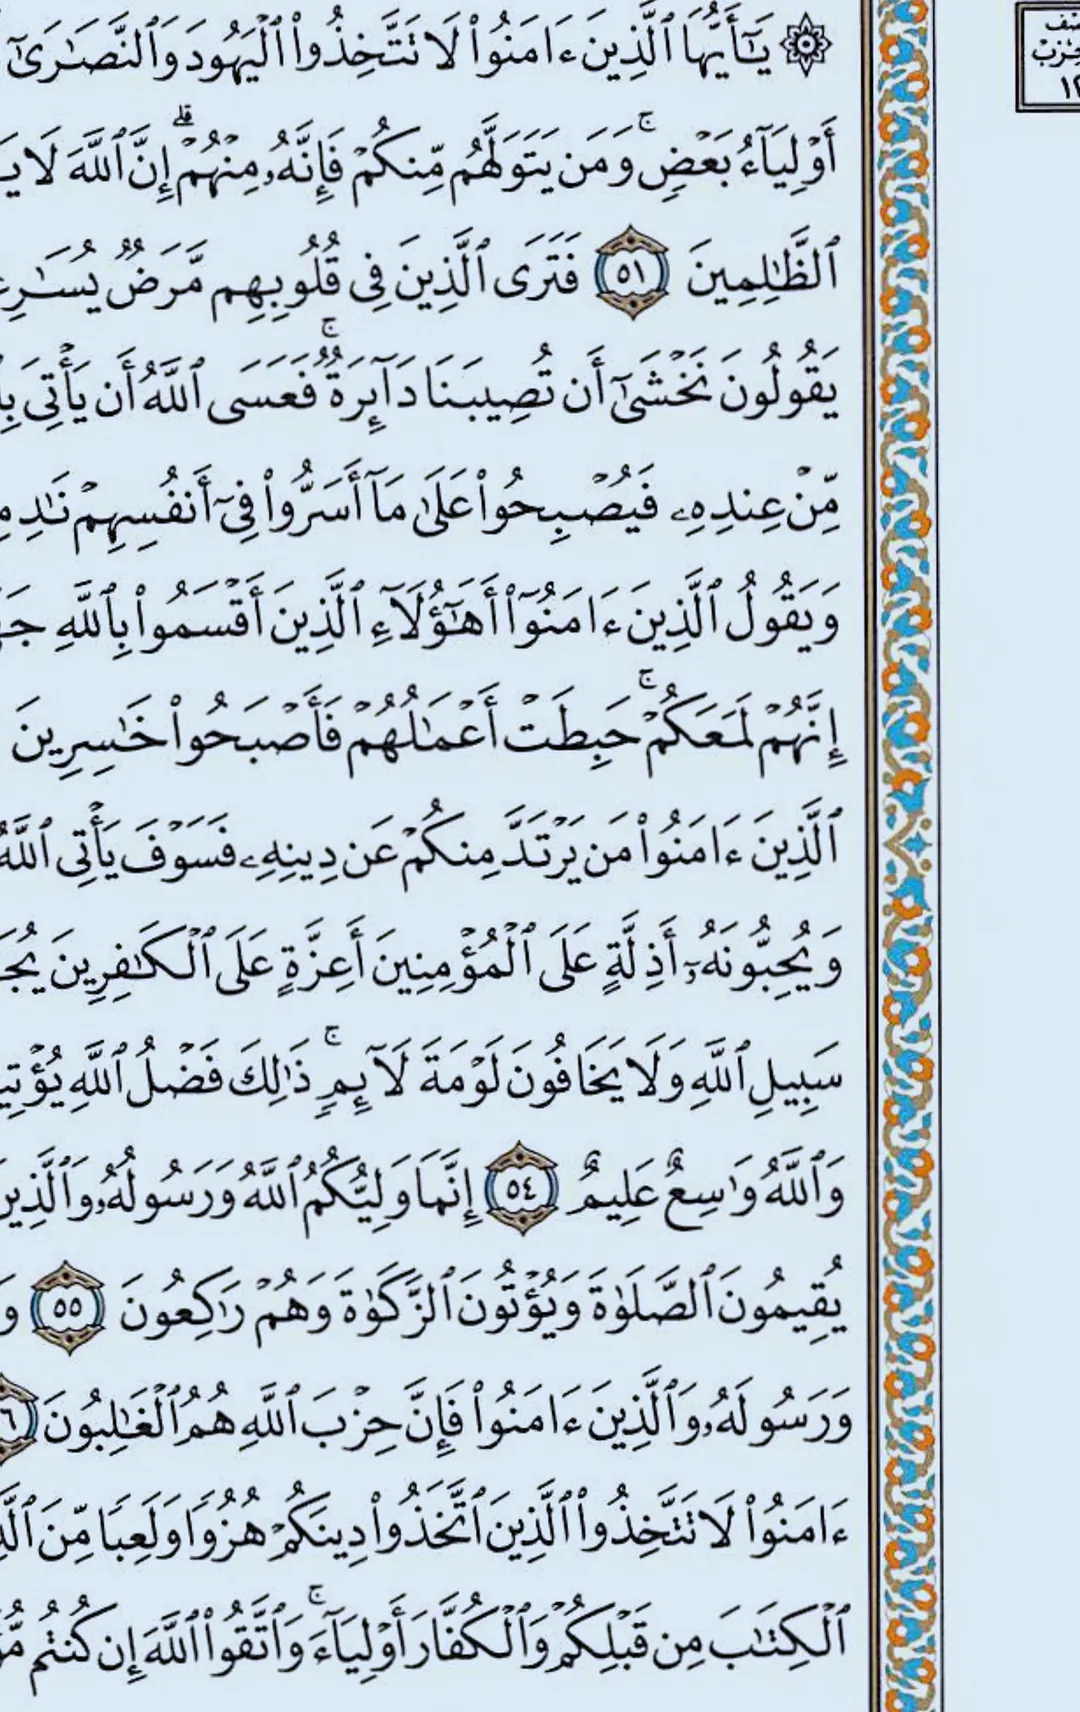 ۞ يَٰٓأَيُّهَا ٱلَّذِينَ ءَامَنُوا۟ لَا تَتَّخِذُوا۟ ٱلْيَهُودَ وَٱلنَّصَٰرَىٰٓ
أَوْلِيَآءُ بَعْضٍۚ وَمَن يَتَوَلَّهُم مِّنكُمْ فَإِنَّهُۥ مِنْهُمْۗ إِنَّ ٱللَّهَ لَا
ٱلظَّٰلِمِينَ ٥١ فَتَرَى ٱلَّذِينَ فِى قُلُوبِهِم مَّرَضٌ
يَقُولُونَ نَخْشَىٰٓ أَن تُصِيبَنَا دَآئِرَةٌۚ فَعَسَى ٱللَّهُ أَن يَأْتِىَ
مِّنْ عِندِهِۦ فَيُصْبِحُوا۟ عَلَىٰ مَآ أَسَرُّوا۟ فِىٓ أَنفُسِهِمْ
وَيَقُولُ ٱلَّذِينَ ءَامَنُوٓا۟ أَهَٰٓؤُلَآءِ ٱلَّذِينَ أَقْسَمُوا۟ بِٱللَّهِ
إِنَّهُمْ لَمَعَكُمْۚ حَبِطَتْ أَعْمَٰلُهُمْ فَأَصْبَحُوا۟ خَٰسِرِينَ
ٱلَّذِينَ ءَامَنُوا۟ مَن يَرْتَدَّ مِنكُمْ عَن دِينِهِۦ فَسَوْفَ يَأْتِى ٱللَّهُ
وَيُحِبُّونَهُۥٓ أَذِلَّةٍ عَلَى ٱلْمُؤْمِنِينَ أَعِزَّةٍ عَلَى ٱلْكَٰفِرِينَ
سَبِيلِ ٱللَّهِ وَلَا يَخَافُونَ لَوْمَةَ لَآئِمٍۚ ذَٰلِكَ فَضْلُ ٱللَّهِ
وَٱللَّهُ وَٰسِعٌ عَلِيمٌ ٥٤ إِنَّمَا وَلِيُّكُمُ ٱللَّهُ وَرَسُولُهُۥ وَٱلَّذِينَ
يُقِيمُونَ ٱلصَّلَوٰةَ وَيُؤْتُونَ ٱلزَّكَوٰةَ وَهُمْ رَٰكِعُونَ ٥٥
وَرَسُولَهُۥ وَٱلَّذِينَ ءَامَنُوا۟ فَإِنَّ حِزْبَ ٱللَّهِ هُمُ ٱلْغَٰلِبُونَ
ءَامَنُوا۟ لَا تَتَّخِذُوا۟ ٱلَّذِينَ ٱتَّخَذُوا۟ دِينَكُمْ هُزُوًا وَلَعِبًا مِّنَ
ٱلْكِتَٰبَ مِن قَبْلِكُمْ وَٱلْكُفَّارَ أَوْلِيَآءَۚ وَٱتَّقُوا۟ ٱللَّهَ إِن كُنتُم